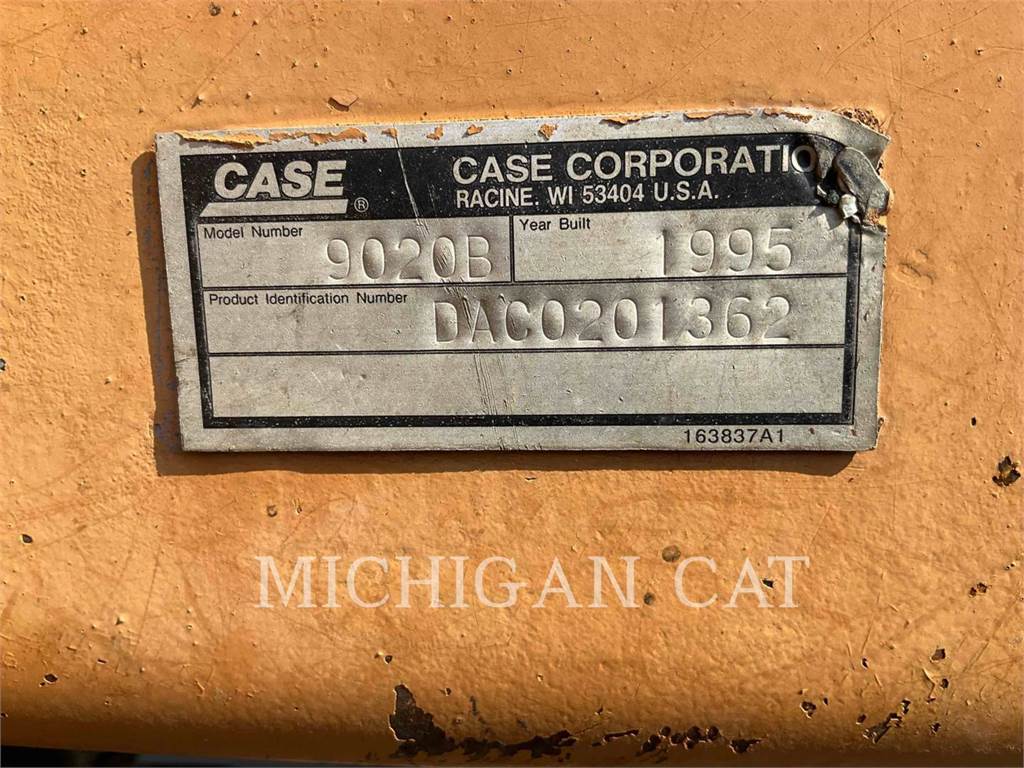 CASE ®
CASE CORPORATIO
RACINE. WI 53404 U.S.A.
Model Number 9020B
Year Built 1995
Product Identification Number DAC0201362
163837A1
MICHIGAN CAT